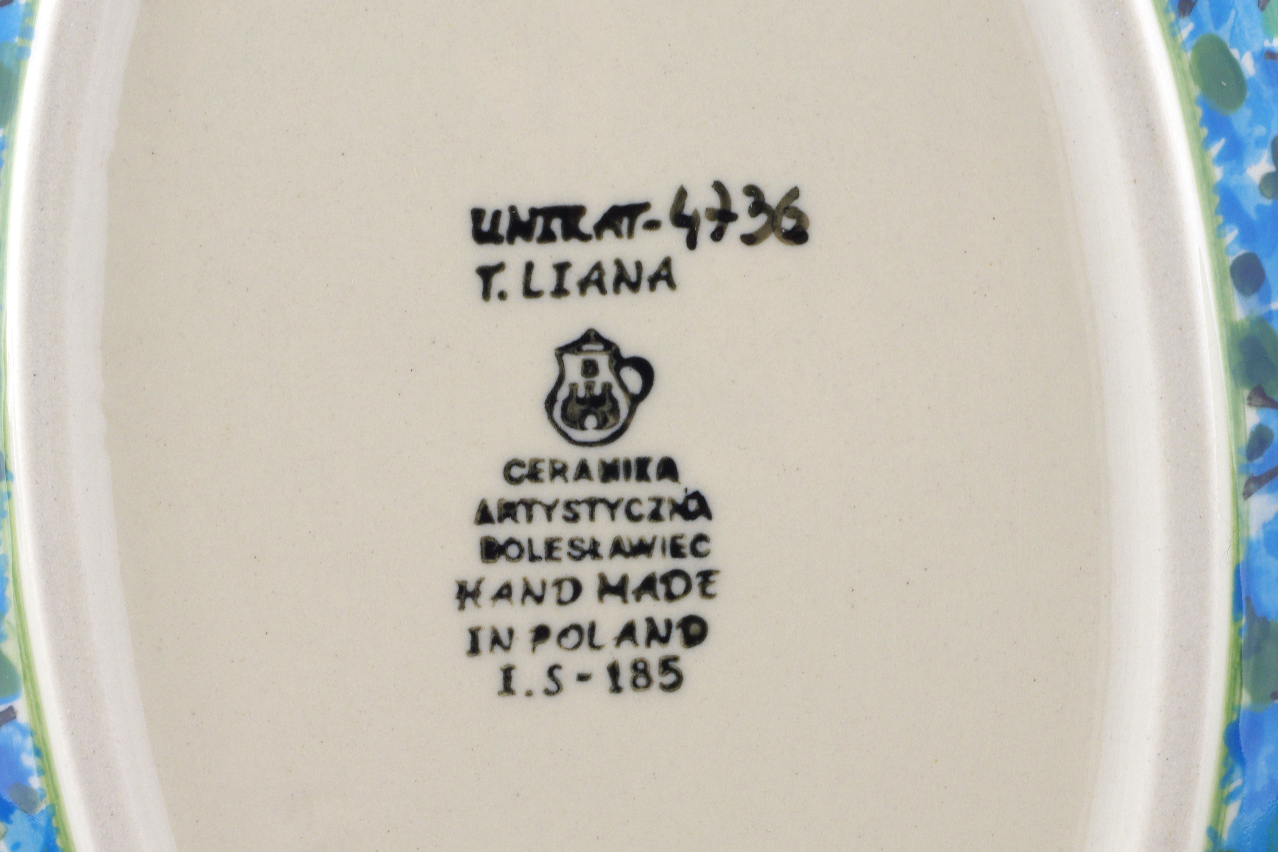 UNIKAT-4736
T. LIANA
B
CERAMIKA
ARTYSTYCZNA
BOLESŁAWIEC
HAND MADE
IN POLAND
I.S-185